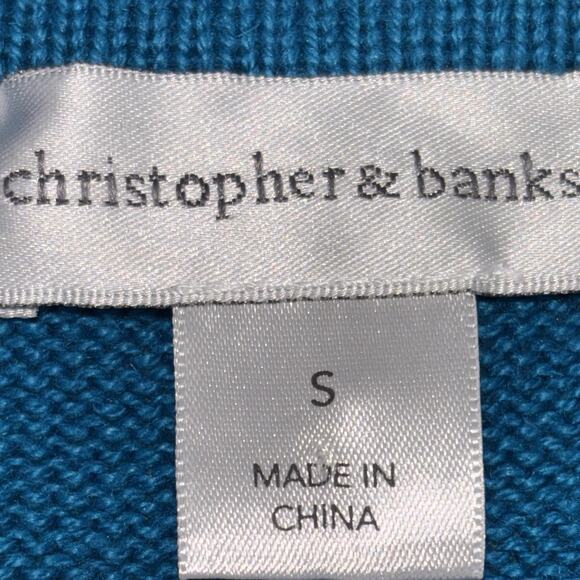 christopher & banks
S
MADE IN
CHINA